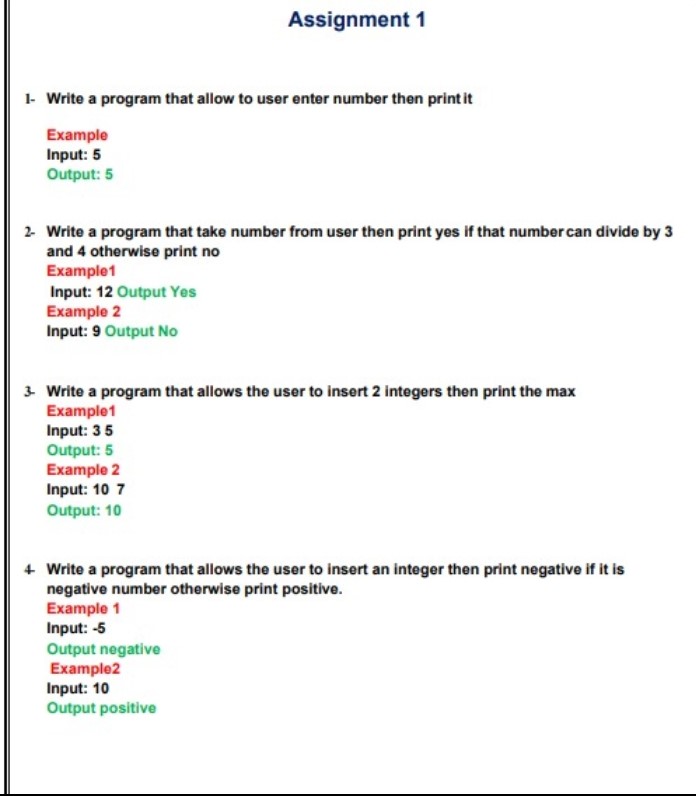 Assignment 1
1- Write a program that allow to user enter number then print it
Example
Input: 5
Output: 5
2- Write a program that take number from user then print yes if that number can divide by 3
and 4 otherwise print no
Example1
Input: 12 Output Yes
Example 2
Input: 9 Output No
3- Write a program that allows the user to insert 2 integers then print the max
Example1
Input: 3 5
Output: 5
Example 2
Input: 10 7
Output: 10
4- Write a program that allows the user to insert an integer then print negative if it is
negative number otherwise print positive.
Example 1
Input: -5
Output negative
Example2
Input: 10
Output positive